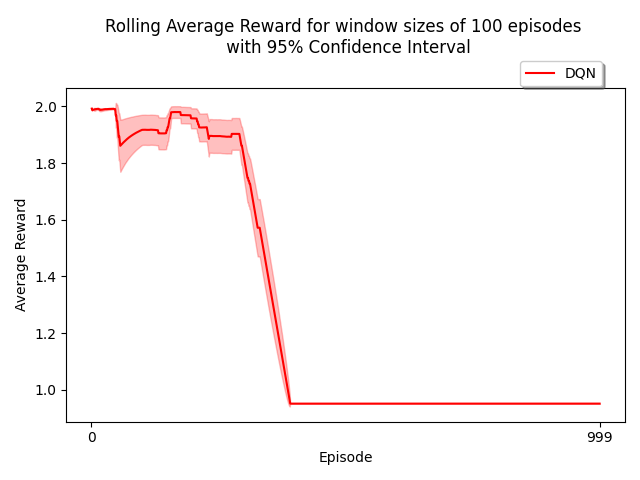 Rolling Average Reward for window sizes of 100 episodes
with 95% Confidence Interval
DQN
2.0
1.8
1.6
1.4
1.2
1.0
Average Reward
0
999
Episode